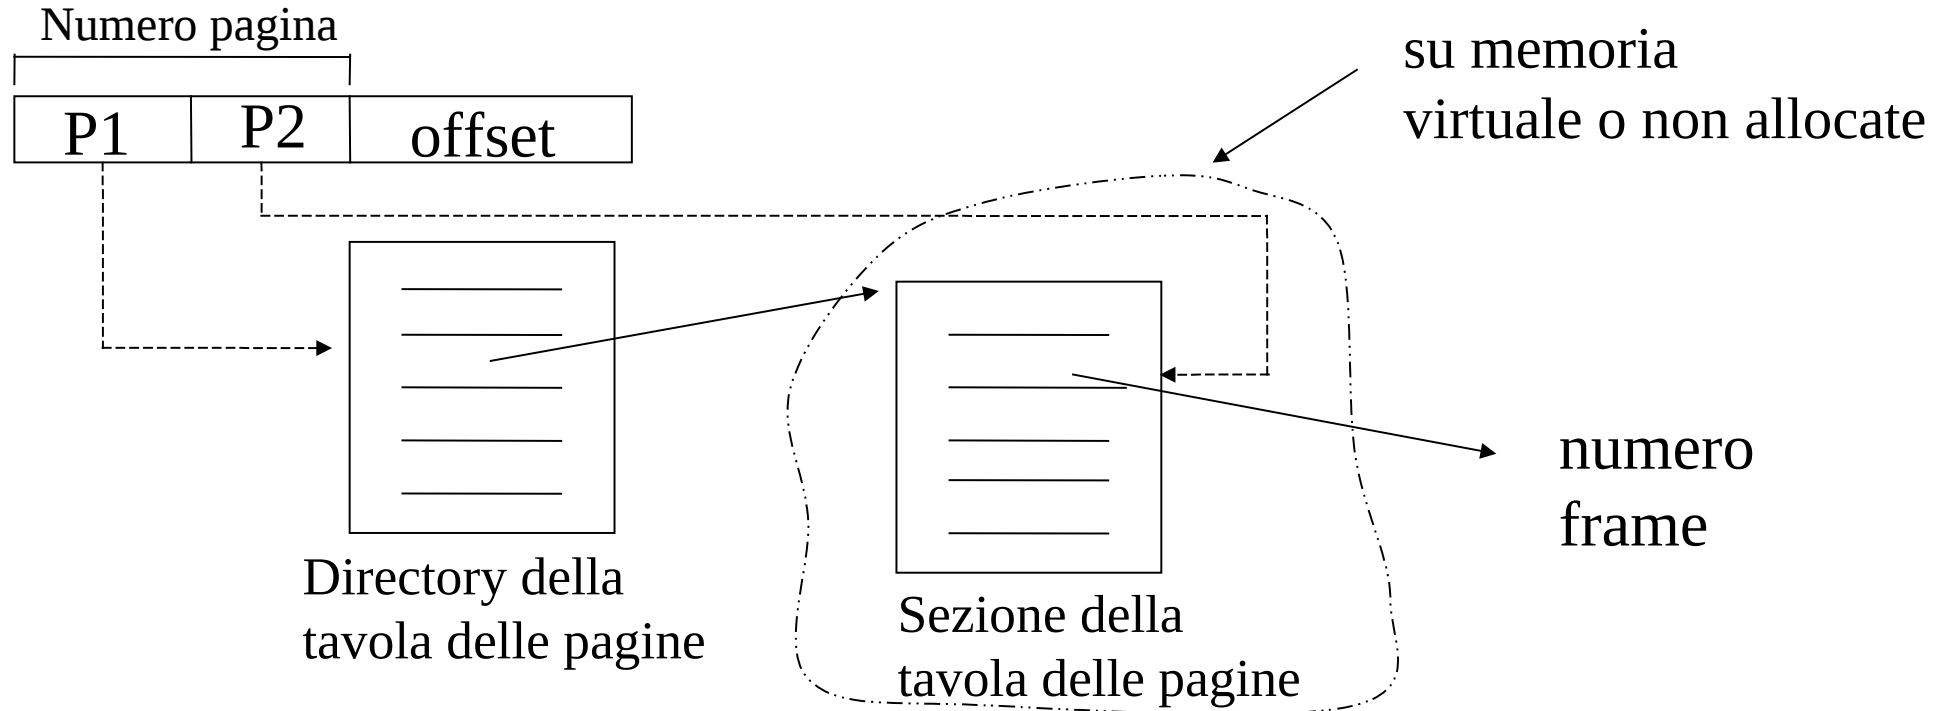 Numero pagina
P1
P2
offset
su memoria
virtuale o non allocate
numero
frame
Directory della
tavola delle pagine
Sezione della
tavola delle pagine